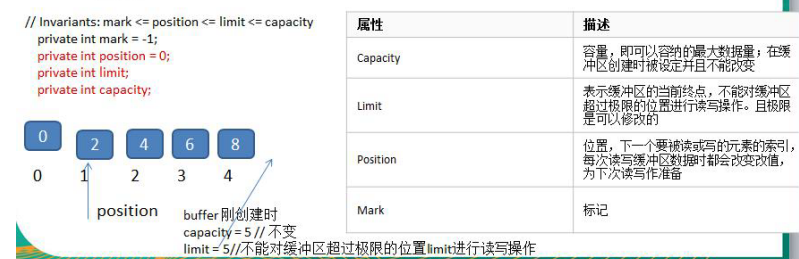 // Invariants: mark <= position <= limit <= capacity
private int mark = -1;
private int position = 0;
private int limit;
private int capacity;
0 2 4 6 8
0 1 2 3 4
position
buffer 刚创建时
capacity = 5 // 不变
limit = 5//不能对缓冲区超过极限的位置limit进行读写操作
属性 描述
Capacity
容量，即可以容纳的最大数据量；在缓
冲区创建时被设定并且不能改变
Limit
表示缓冲区的当前终点，不能对缓冲区
超过极限的位置进行读写操作。且极限
是可以修改的
Position
位置，下一个要被读或写的元素的索引，
每次读写缓冲区数据时都会改变改值，
为下次读写作准备
Mark 标记